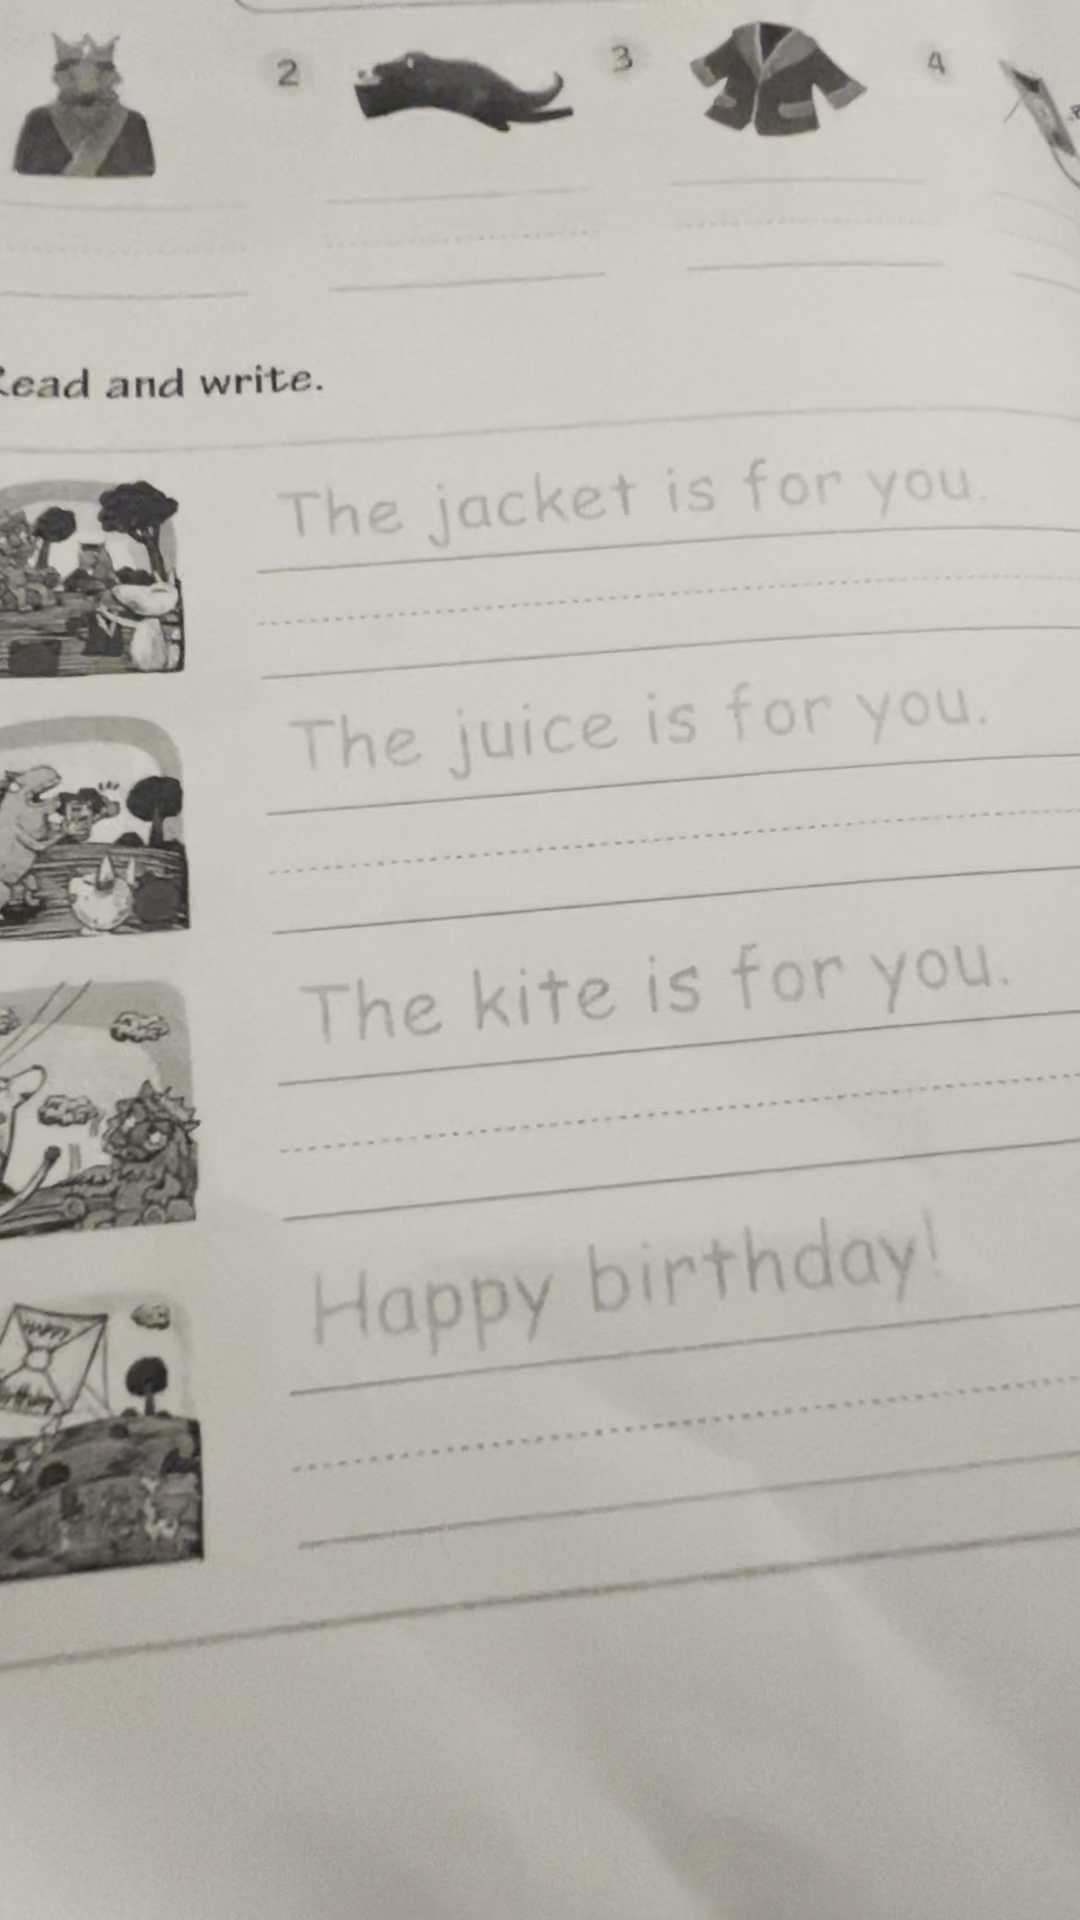 2 3 4
Read and write.
The jacket is for you.
The juice is for you.
The kite is for you.
Happy birthday!